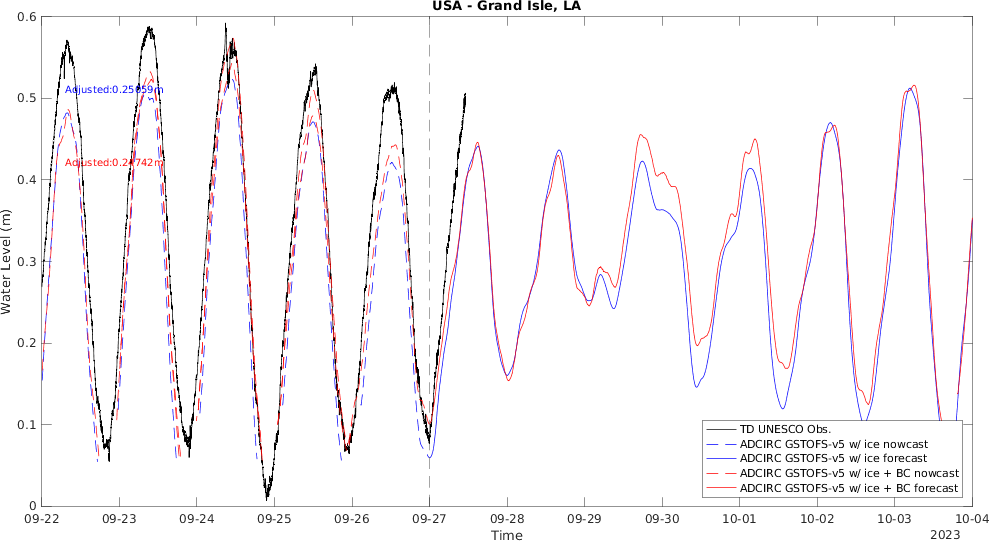 USA - Grand Isle, LA
0.6
0.5
0.4
0.3
0.2
0.1
0
Water Level (m)
Adjusted:0.25659m
TD UNESCO Obs.
ADCIRC GSTOFS-v5 w/ ice nowcast
ADCIRC GSTOFS-v5 w/ ice forecast
ADCIRC GSTOFS-v5 w/ ice + BC nowcast
ADCIRC GSTOFS-v5 w/ ice + BC forecast
09-22 09-23 09-24 09-25 09-26 09-27 09-28 09-29 09-30 10-01 10-02 10-03 10-04
Time
2023